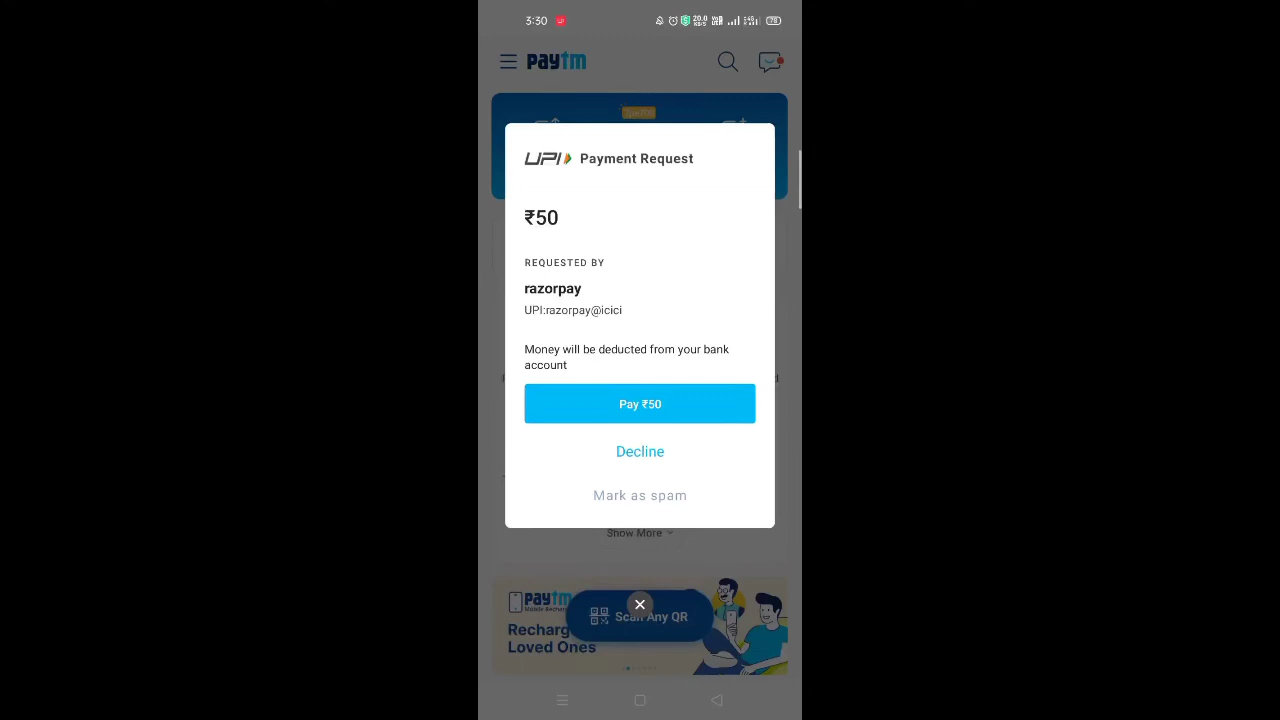 3:30
paytm
UPI Payment Request
₹50
REQUESTED BY
razorpay
UPI:razorpay@icici
Money will be deducted from your bank
account
Pay ₹50
Decline
Mark as spam
Show More
paytm
Scan Any QR
Recharg
Loved Ones